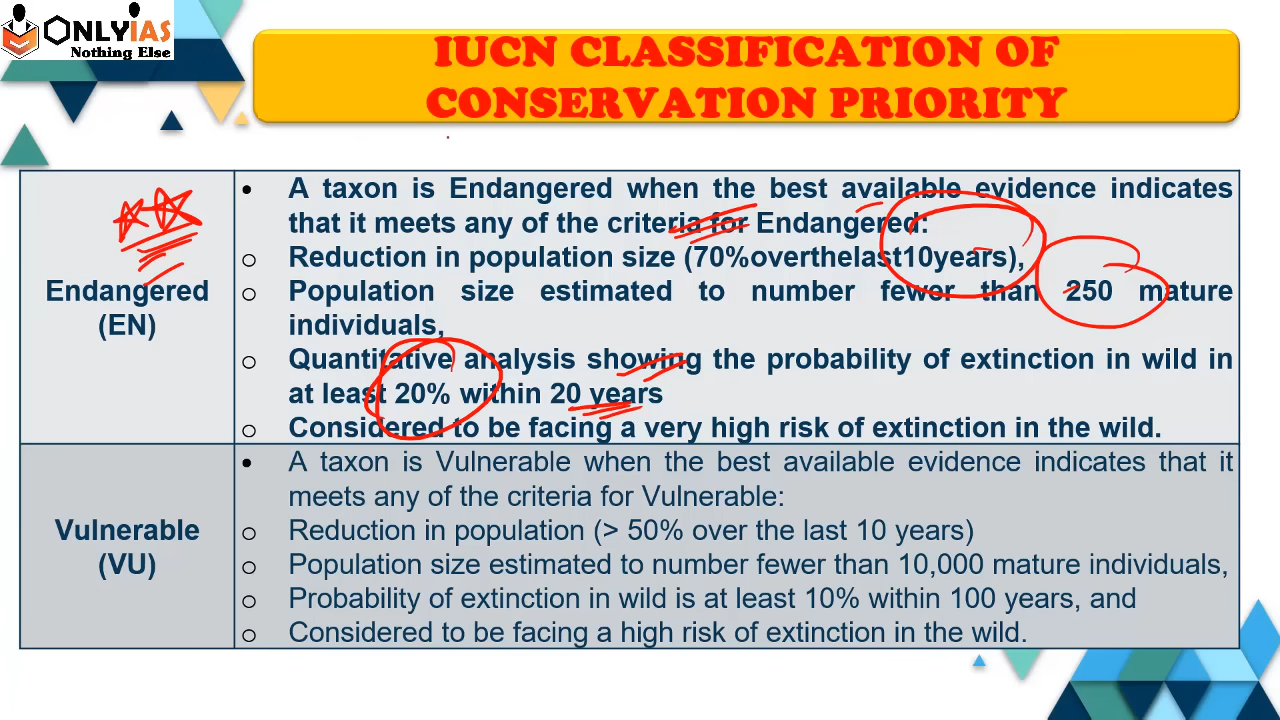 ONLYIAS
Nothing Else
IUCN CLASSIFICATION OF
CONSERVATION PRIORITY
Endangered
(EN)
• A taxon is Endangered when the best available evidence indicates
that it meets any of the criteria for Endangered:
o Reduction in population size (70%overthelast10years),
o Population size estimated to number fewer than 250 mature
individuals,
o Quantitative analysis showing the probability of extinction in wild in
at least 20% within 20 years
o Considered to be facing a very high risk of extinction in the wild.
Vulnerable
(VU)
• A taxon is Vulnerable when the best available evidence indicates that it
meets any of the criteria for Vulnerable:
o Reduction in population (> 50% over the last 10 years)
o Population size estimated to number fewer than 10,000 mature individuals,
o Probability of extinction in wild is at least 10% within 100 years, and
o Considered to be facing a high risk of extinction in the wild.